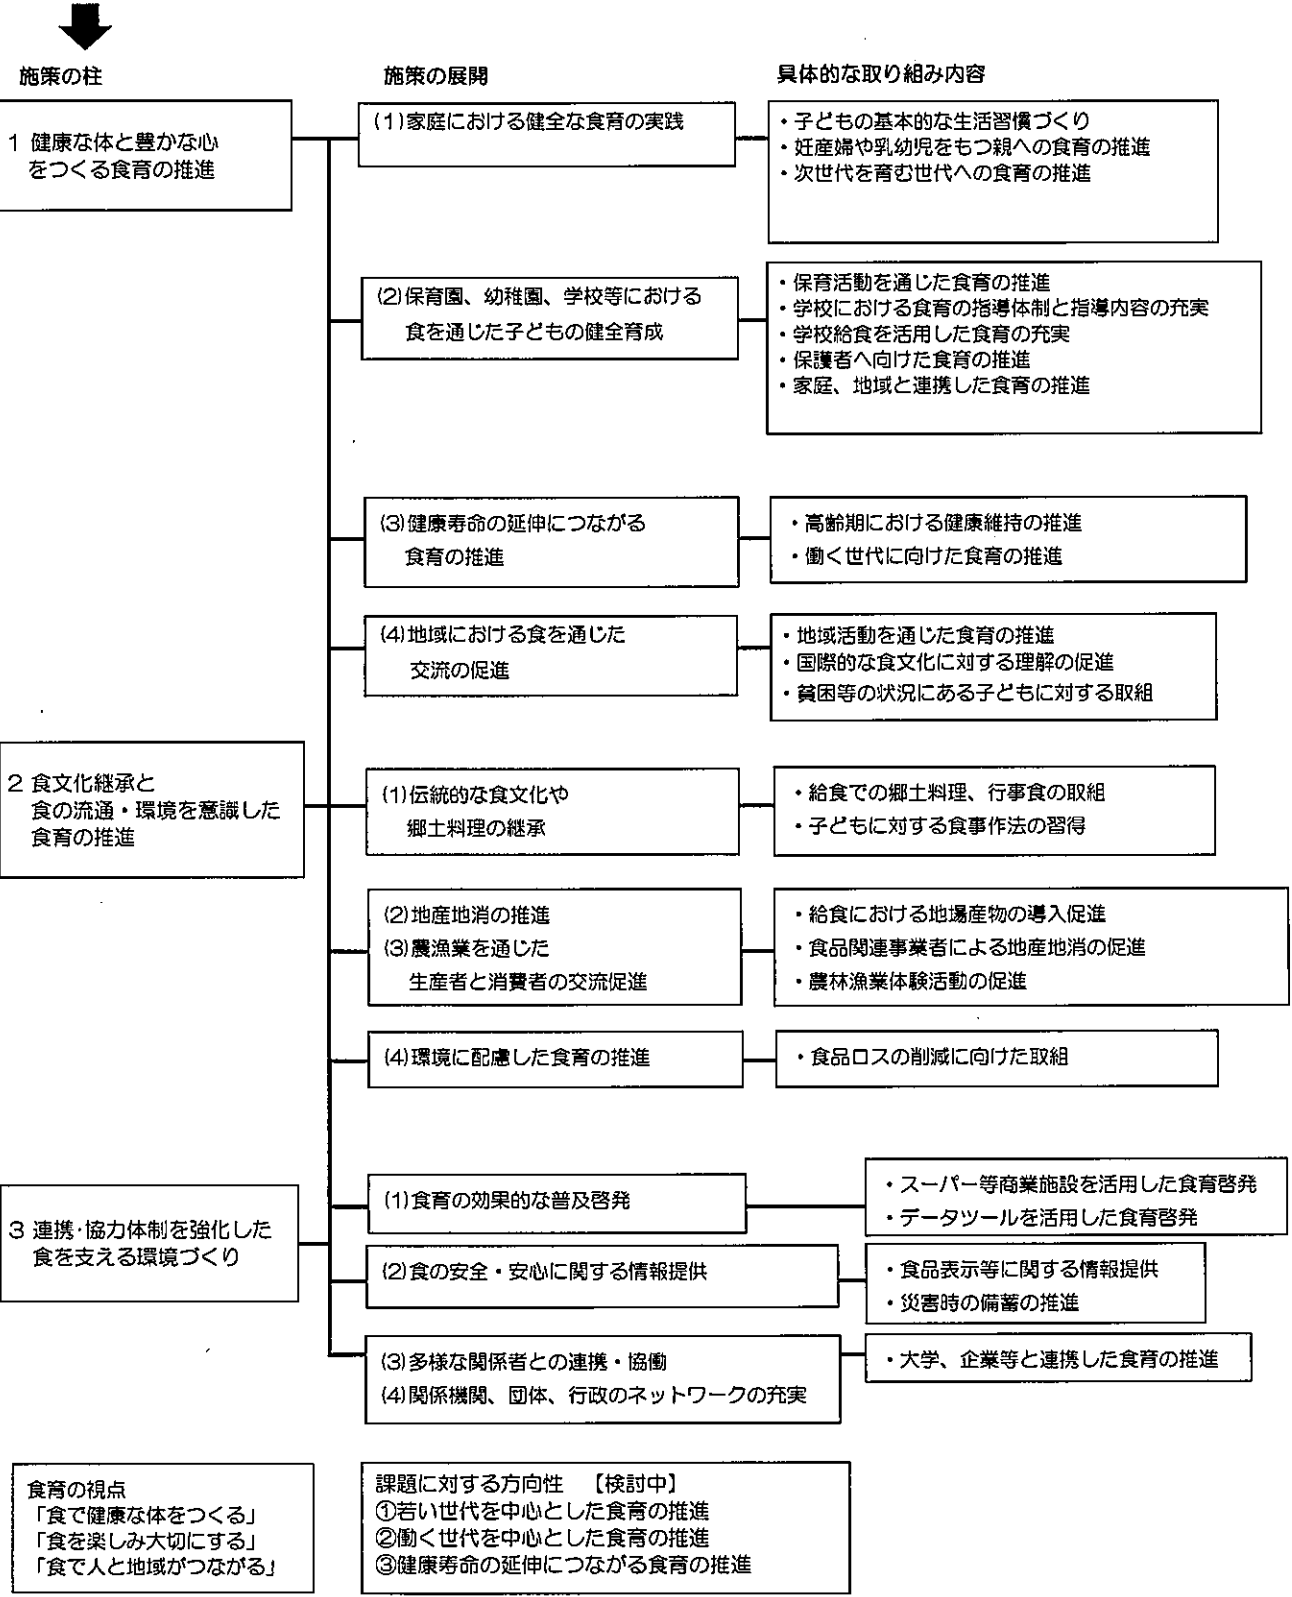 施策の柱
施策の展開
具体的な取り組み内容
1 健康な体と豊かな心
をつくる食育の推進
(1)家庭における健全な食育の実践
・子どもの基本的な生活習慣づくり
・妊産婦や乳幼児をもつ親への食育の推進
・次世代を育む世代への食育の推進
(2)保育園、幼稚園、学校等における
食を通じた子どもの健全育成
・保育活動を通じた食育の推進
・学校における食育の指導体制と指導内容の充実
・学校給食を活用した食育の充実
・保護者へ向けた食育の推進
・家庭、地域と連携した食育の推進
(3)健康寿命の延伸につながる
食育の推進
・高齢期における健康維持の推進
・働く世代に向けた食育の推進
(4)地域における食を通じた
交流の促進
・地域活動を通じた食育の推進
・国際的な食文化に対する理解の促進
・貧困等の状況にある子どもに対する取組
2 食文化継承と
食の流通・環境を意識した
食育の推進
(1)伝統的な食文化や
郷土料理の継承
・給食での郷土料理、行事食の取組
・子どもに対する食事作法の習得
(2)地産地消の推進
(3)農漁業を通じた
生産者と消費者の交流促進
・給食における地場産物の導入促進
・食品関連事業者による地産地消の促進
・農林漁業体験活動の促進
(4)環境に配慮した食育の推進
・食品ロスの削減に向けた取組
3 連携・協力体制を強化した
食を支える環境づくり
(1)食育の効果的な普及啓発
・スーパー等商業施設を活用した食育啓発
・データツールを活用した食育啓発
(2)食の安全・安心に関する情報提供
・食品表示等に関する情報提供
・災害時の備蓄の推進
(3)多様な関係者との連携・協働
(4)関係機関、団体、行政のネットワークの充実
・大学、企業等と連携した食育の推進
食育の視点
「食で健康な体をつくる」
「食を楽しみ大切にする」
「食で人と地域がつながる」
課題に対する方向性　【検討中】
①若い世代を中心とした食育の推進
②働く世代を中心とした食育の推進
③健康寿命の延伸につながる食育の推進